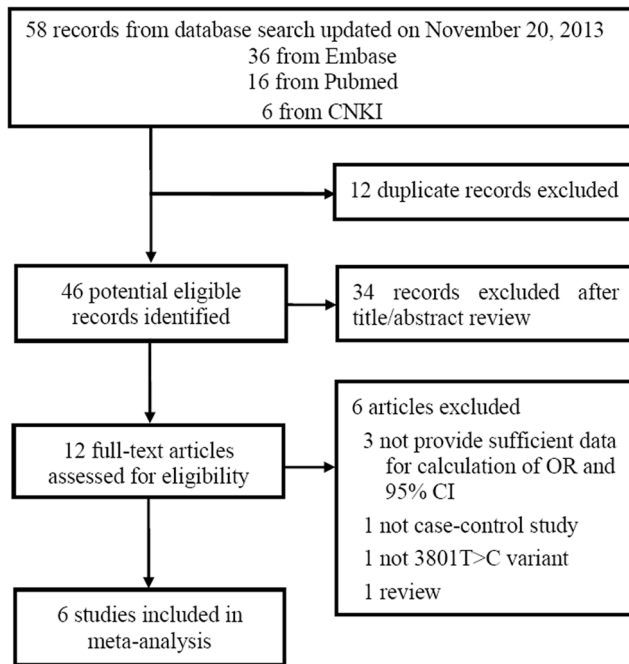 58 records from database search updated on November 20, 2013
36 from Embase
16 from Pubmed
6 from CNKI
12 duplicate records excluded
46 potential eligible
records identified
34 records excluded after
title/abstract review
12 full-text articles
assessed for eligibility
6 articles excluded
3 not provide sufficient data
for calculation of OR and
95% CI
1 not case-control study
1 not 3801T>C variant
1 review
6 studies included in
meta-analysis